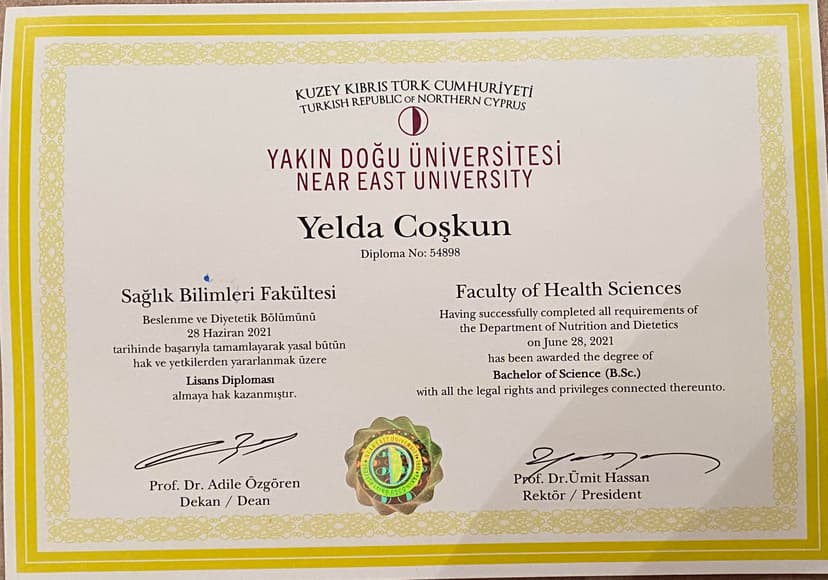 KUZEY KIBRIS TÜRK CUMHURİYETİ
TURKISH REPUBLIC OF NORTHERN CYPRUS
YAKIN DOĞU ÜNİVERSİTESİ
NEAR EAST UNIVERSITY
Yelda Coşkun
Diploma No: 54898
Sağlık Bilimleri Fakültesi
Beslenme ve Diyetetik Bölümünü
28 Haziran 2021
tarihinde başarıyla tamamlayarak yasal bütün
hak ve yetkilerden yararlanmak üzere
Lisans Diploması
almaya hak kazanmıştır.
Faculty of Health Sciences
Having successfully completed all requirements of
the Department of Nutrition and Dietetics
on June 28, 2021
has been awarded the degree of
Bachelor of Science (B.Sc.)
with all the legal rights and privileges connected thereunto.
Prof. Dr. Adile Özgören
Dekan / Dean
NEAR EAST UNIVERSITY
Prof. Dr.Ümit Hassan
Rektör / President